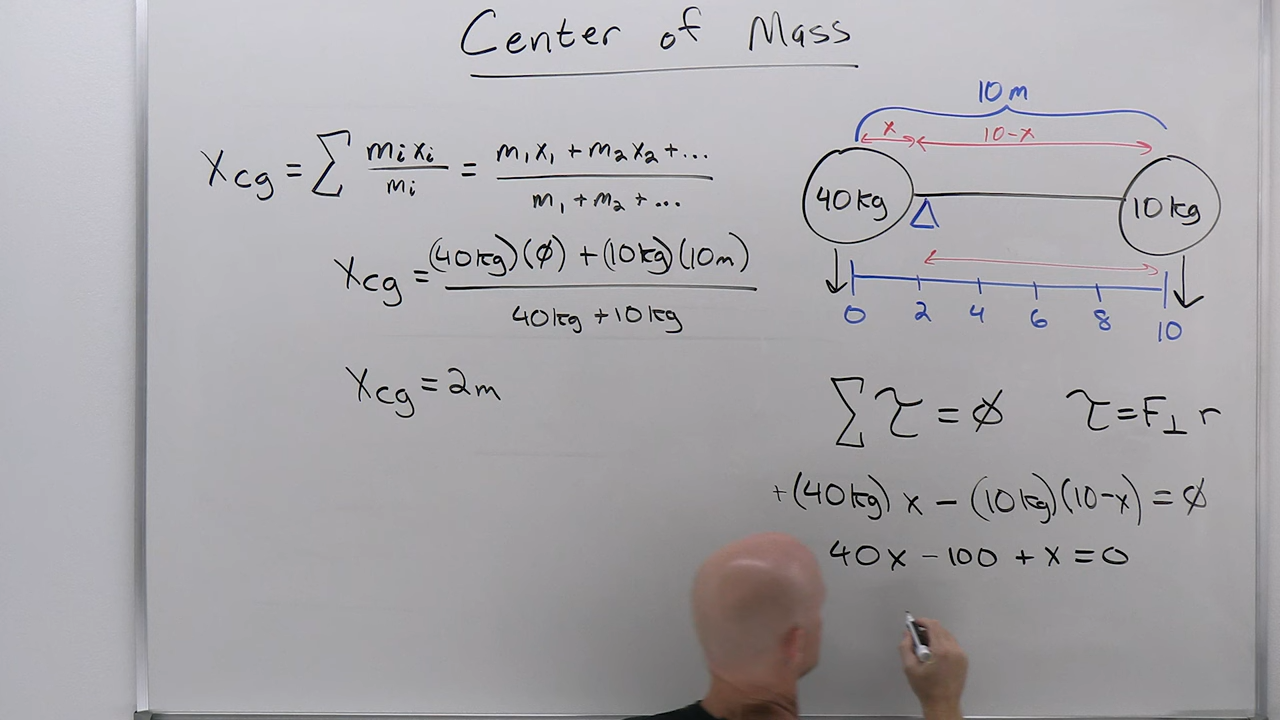 Center of Mass
Xcg = ∑ mixi/mi = m1x1 + m2x2 + ... / m1 + m2 + ...
Xcg = (40kg)(∅) + (10kg)(10m) / 40kg + 10kg
Xcg = 2m
10m
x 10-x
40kg 10kg
Δ
0 2 4 6 8 10
∑τ = ∅ τ = F⊥ r
+(40kg) x - (10kg)(10-x) = ∅
40x - 100 + x = 0